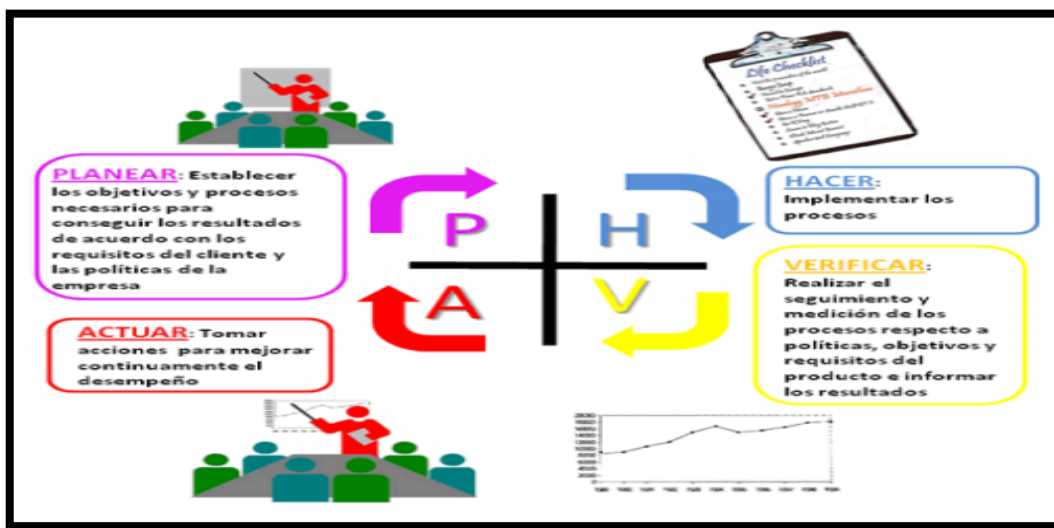 Life Checklist
PLANEAR: Establecer
los objetivos y procesos
necesarios para
conseguir los resultados
de acuerdo con los
requisitos del cliente y
las políticas de la
empresa
P
H
HACER:
Implementar los
procesos
A
V
ACTUAR: Tomar
acciones para mejorar
continuamente el
desempeño
VERIFICAR:
Realizar el
seguimiento y
medición de los
procesos respecto a
políticas, objetivos y
requisitos del
producto e informar
los resultados